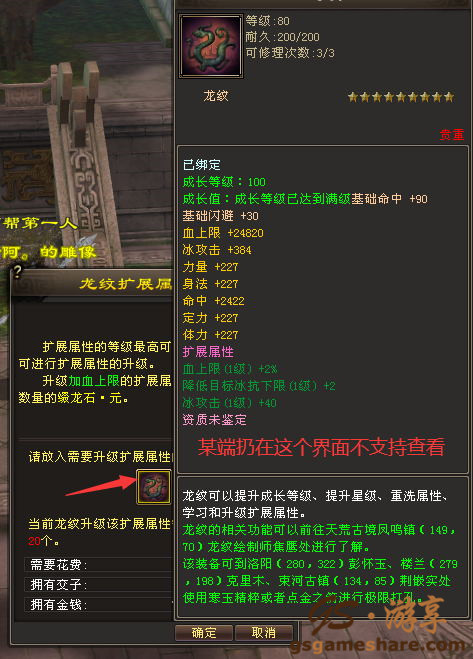 等级:80
耐久:200/200
可修理次数:3/3
龙纹
贵重
已绑定
成长等级：100
成长值：成长等级已达到满级基础命中 +90
基础闪避 +30
血上限 +24820
冰攻击 +384
力量 +227
身法 +227
命中 +2422
定力 +227
体力 +227
扩展属性
血上限(1级)+2%
降低目标冰抗下限(1级)+2
冰攻击(1级)+40
资质未鉴定
某端扔在这个界面不支持查看
龙纹可以提升成长等级、提升星级、重洗属性、
学习和升级扩展属性。
龙纹的相关功能可以前往天荒古境凤鸣镇（149,
70）龙纹绘制师焦鹰处进行了解。
该装备可到洛阳（280，322）彭怀玉、楼兰（279
，198）克里木、束河古镇（134，85）荆嵚实处
使用寒玉精粹或者点金之箭进行极限打孔。
帮第一人
阿。的雕像
?
龙纹扩展属
扩展属性的等级最高可
可进行扩展属性的升级。
升级加血上限的扩展属
数量的缀龙石·元。
请放入需要升级扩展属性
当前龙纹升级该扩展属性
20个。
需要花费:
拥有交子:
拥有金钱:
确定
取消
游享
gsgameshare.com